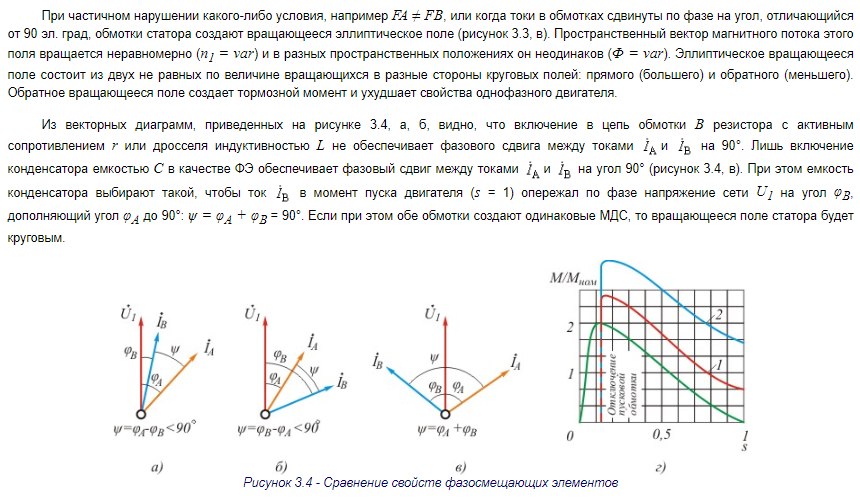 При частичном нарушении какого-либо условия, например FA ≠ FB, или когда токи в обмотках сдвинуты по фазе на угол, отличающийся
от 90 эл. град, обмотки статора создают вращающееся эллиптическое поле (рисунок 3.3, в). Пространственный вектор магнитного потока этого
поля вращается неравномерно (n₁ = var) и в разных пространственных положениях он неодинаков (Ф = var). Эллиптическое вращающееся
поле состоит из двух не равных по величине вращающихся в разные стороны круговых полей: прямого (большего) и обратного (меньшего).
Обратное вращающееся поле создает тормозной момент и ухудшает свойства однофазного двигателя.
Из векторных диаграмм, приведенных на рисунке 3.4, а, б, видно, что включение в цепь обмотки B резистора с активным
сопротивлением r или дросселя индуктивностью L не обеспечивает фазового сдвига между токами İA и İB на 90°. Лишь включение
конденсатора емкостью C в качестве ФЭ обеспечивает фазовый сдвиг между токами İA и İB на угол 90° (рисунок 3.4, в). При этом емкость
конденсатора выбирают такой, чтобы ток İB в момент пуска двигателя (s = 1) опережал по фазе напряжение сети U₁ на угол φB,
дополняющий угол φA до 90°: ψ = φA + φB = 90°. Если при этом обе обмотки создают одинаковые МДС, то вращающееся поле статора будет
круговым.
U̇₁ İB İA φB ψ φA
ψ=φA-φB<90°
а)
U̇₁ İA φB ψ φA İB
ψ=φB-φA<90°
б)
U̇₁ İB ψ İA φB φA
ψ=φA+φB
в)
M/Mном
2
1
0
0,5
1
s
2
1
Отключение
пусковой
обмотки
г)
Рисунок 3.4 - Сравнение свойств фазосмещающих элементов